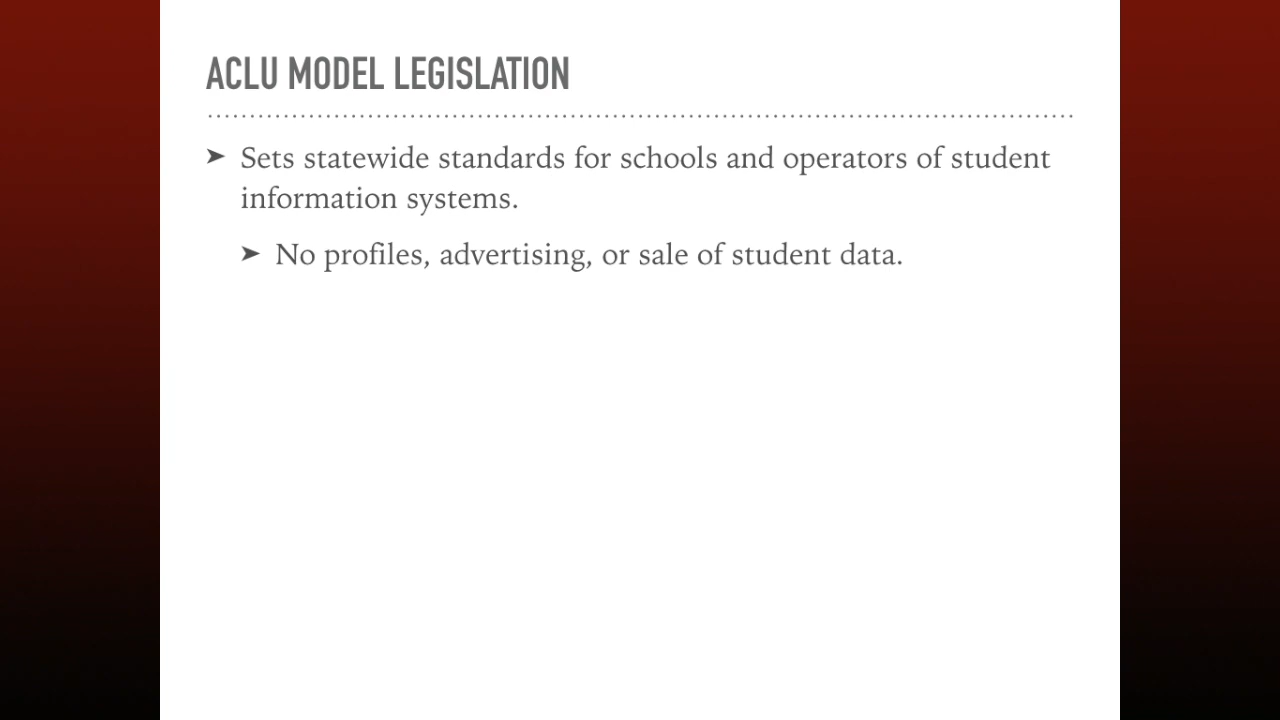 ACLU MODEL LEGISLATION
➤ Sets statewide standards for schools and operators of student
information systems.
➤ No profiles, advertising, or sale of student data.